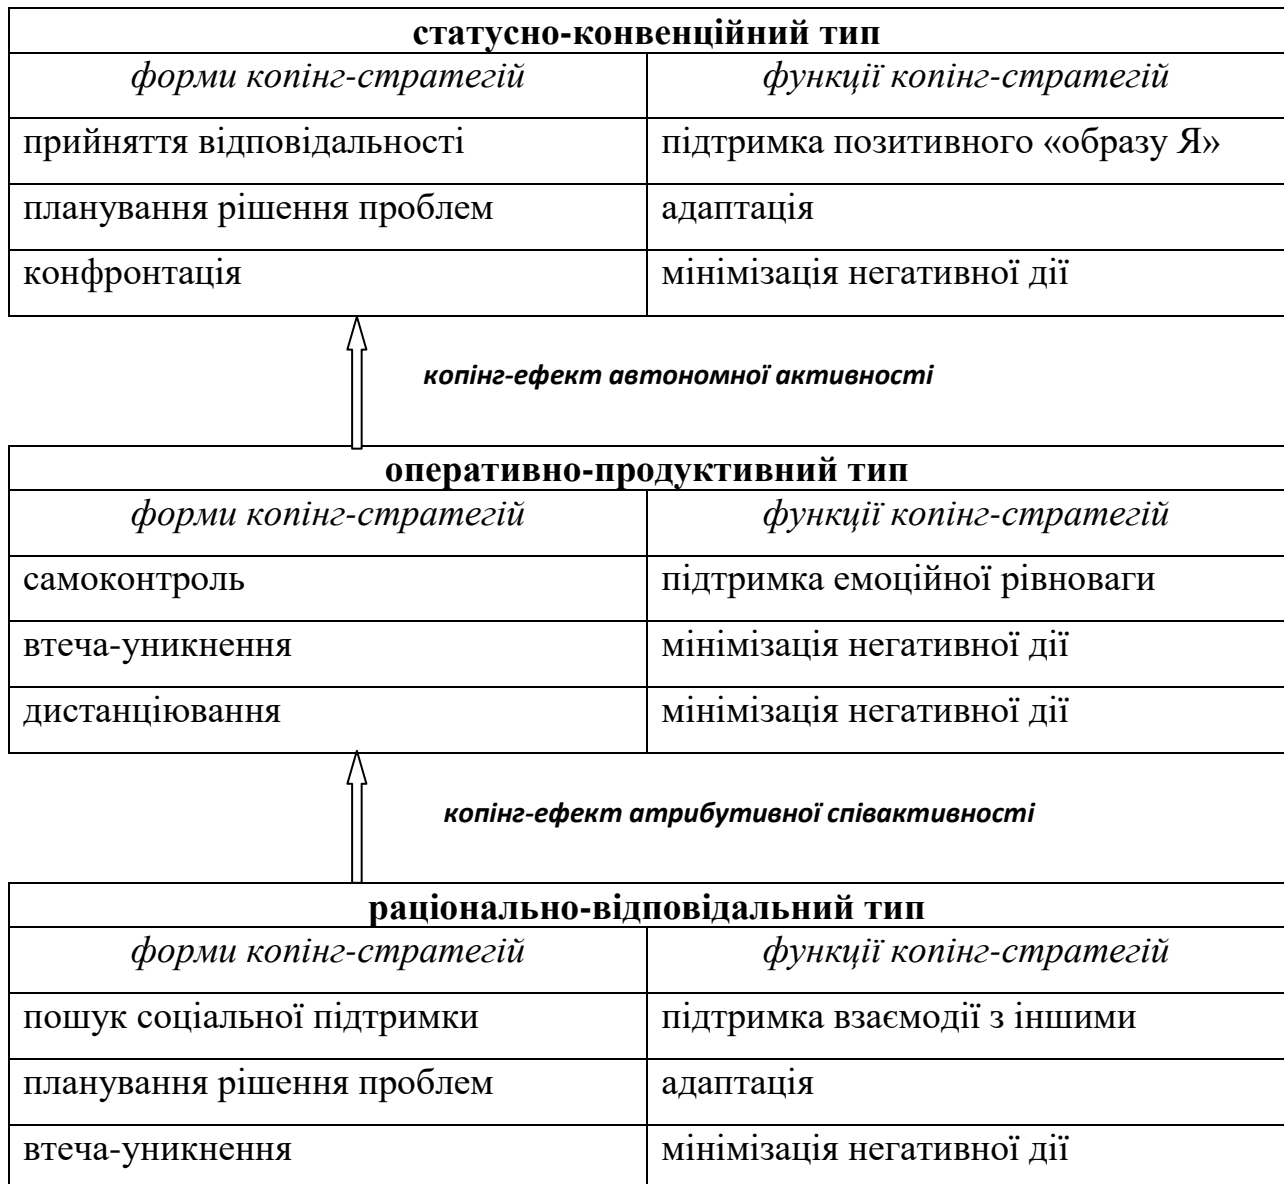 статусно-конвенційний тип
форми копінг-стратегій функції копінг-стратегій
прийняття відповідальності підтримка позитивного «образу Я»
планування рішення проблем адаптація
конфронтація мінімізація негативної дії
копінг-ефект автономної активності
оперативно-продуктивний тип
форми копінг-стратегій функції копінг-стратегій
самоконтроль підтримка емоційної рівноваги
втеча-уникнення мінімізація негативної дії
дистанціювання мінімізація негативної дії
копінг-ефект атрибутивної співактивності
раціонально-відповідальний тип
форми копінг-стратегій функції копінг-стратегій
пошук соціальної підтримки підтримка взаємодії з іншими
планування рішення проблем адаптація
втеча-уникнення мінімізація негативної дії